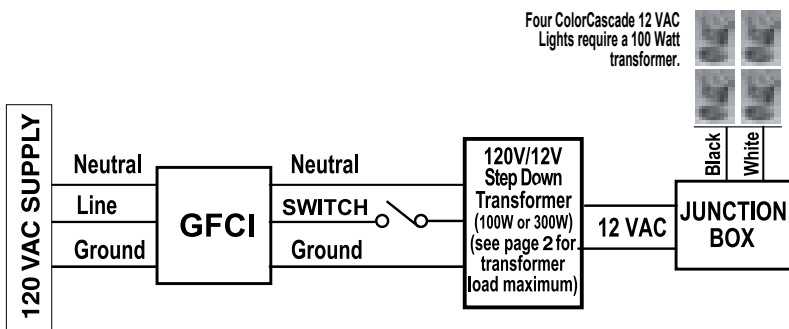 Four ColorCascade 12 VAC
Lights require a 100 Watt
transformer.
120 VAC SUPPLY
Neutral
Line
Ground
GFCI
Neutral
SWITCH
Ground
120V/12V
Step Down
Transformer
(100W or 300W)
(see page 2 for
transformer
load maximum)
12 VAC
Black
White
JUNCTION
BOX